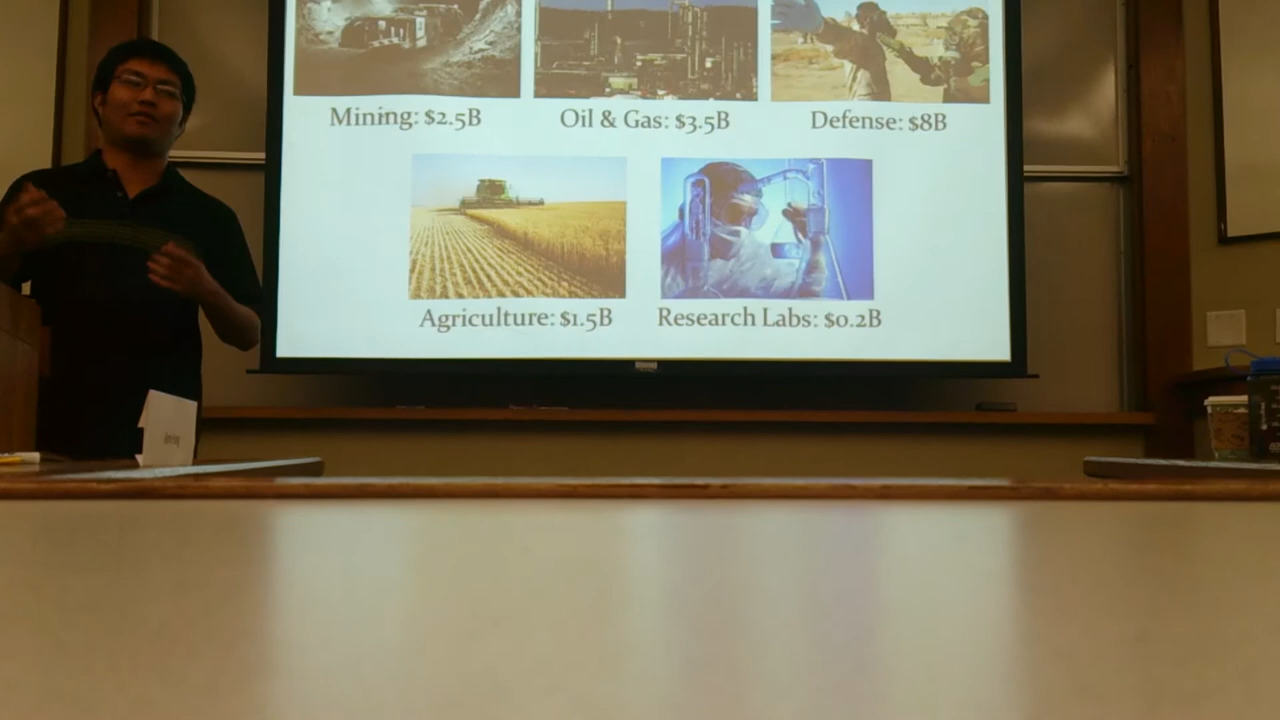 Mining: $2.5B
Oil & Gas: $3.5B
Defense: $8B
Agriculture: $1.5B
Research Labs: $0.2B